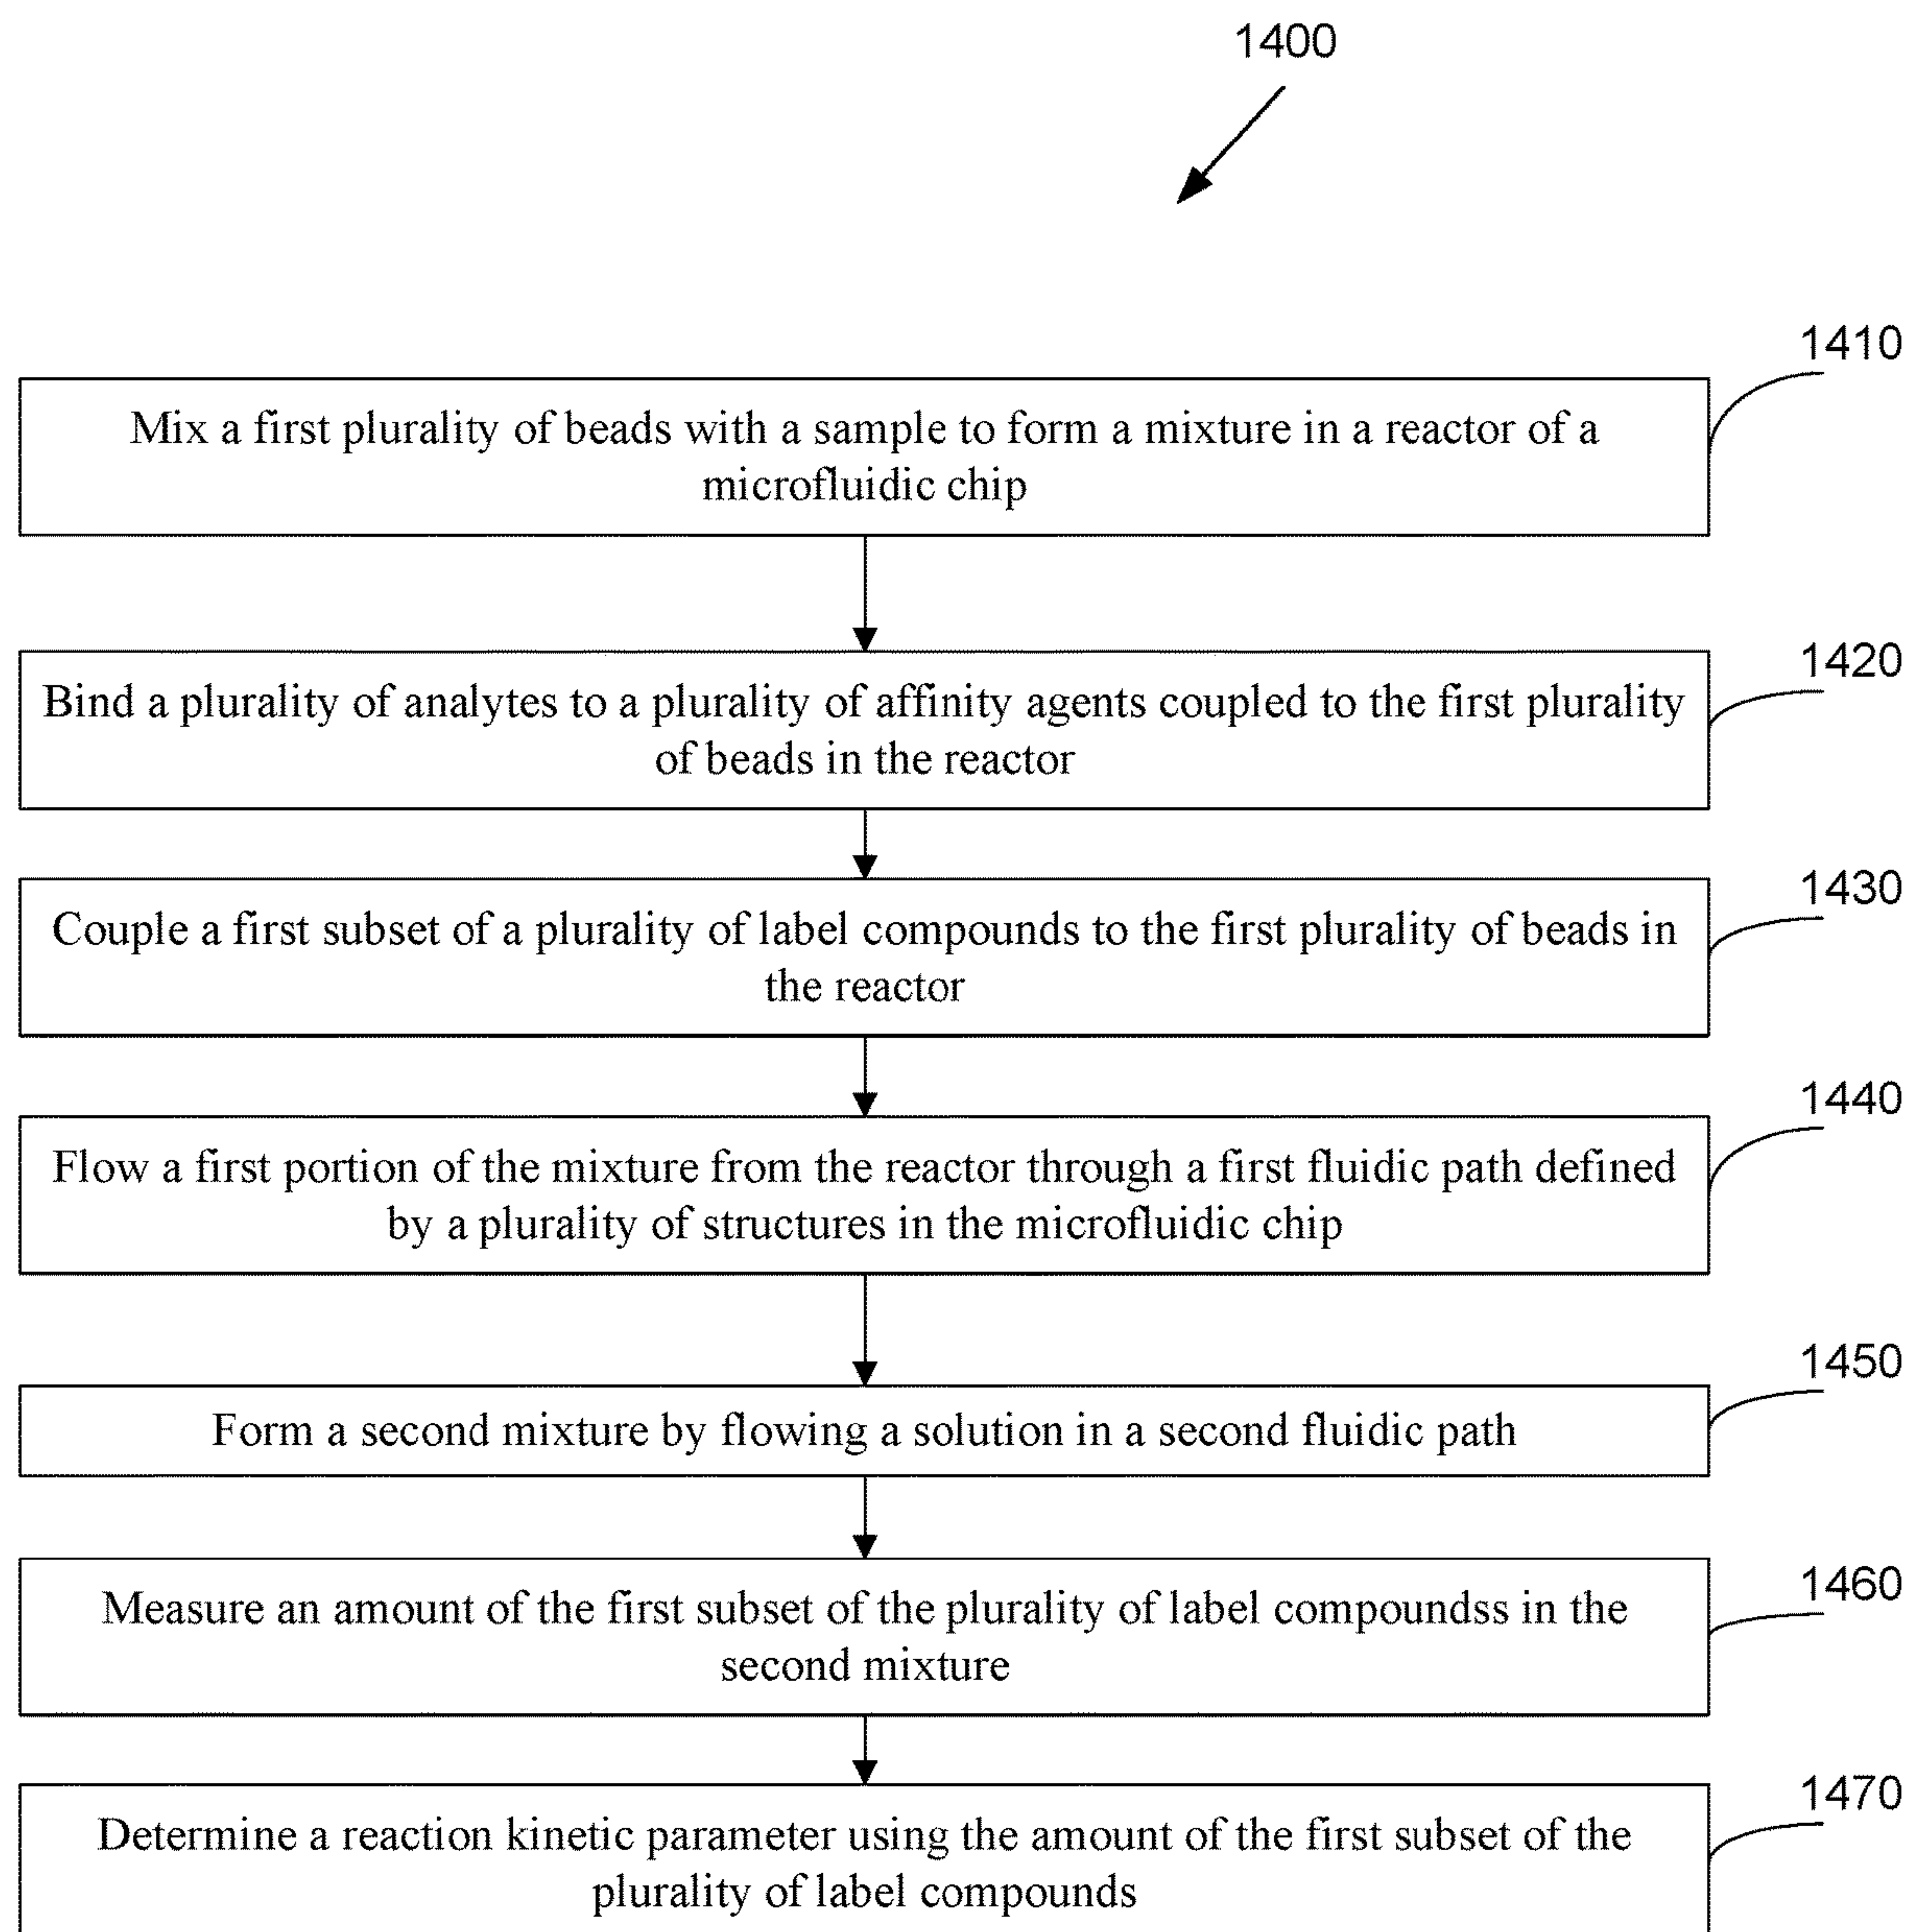 1400
1410
Mix a first plurality of beads with a sample to form a mixture in a reactor of a
microfluidic chip
1420
Bind a plurality of analytes to a plurality of affinity agents coupled to the first plurality
of beads in the reactor
1430
Couple a first subset of a plurality of label compounds to the first plurality of beads in
the reactor
1440
Flow a first portion of the mixture from the reactor through a first fluidic path defined
by a plurality of structures in the microfluidic chip
1450
Form a second mixture by flowing a solution in a second fluidic path
1460
Measure an amount of the first subset of the plurality of label compoundss in the
second mixture
1470
Determine a reaction kinetic parameter using the amount of the first subset of the
plurality of label compounds